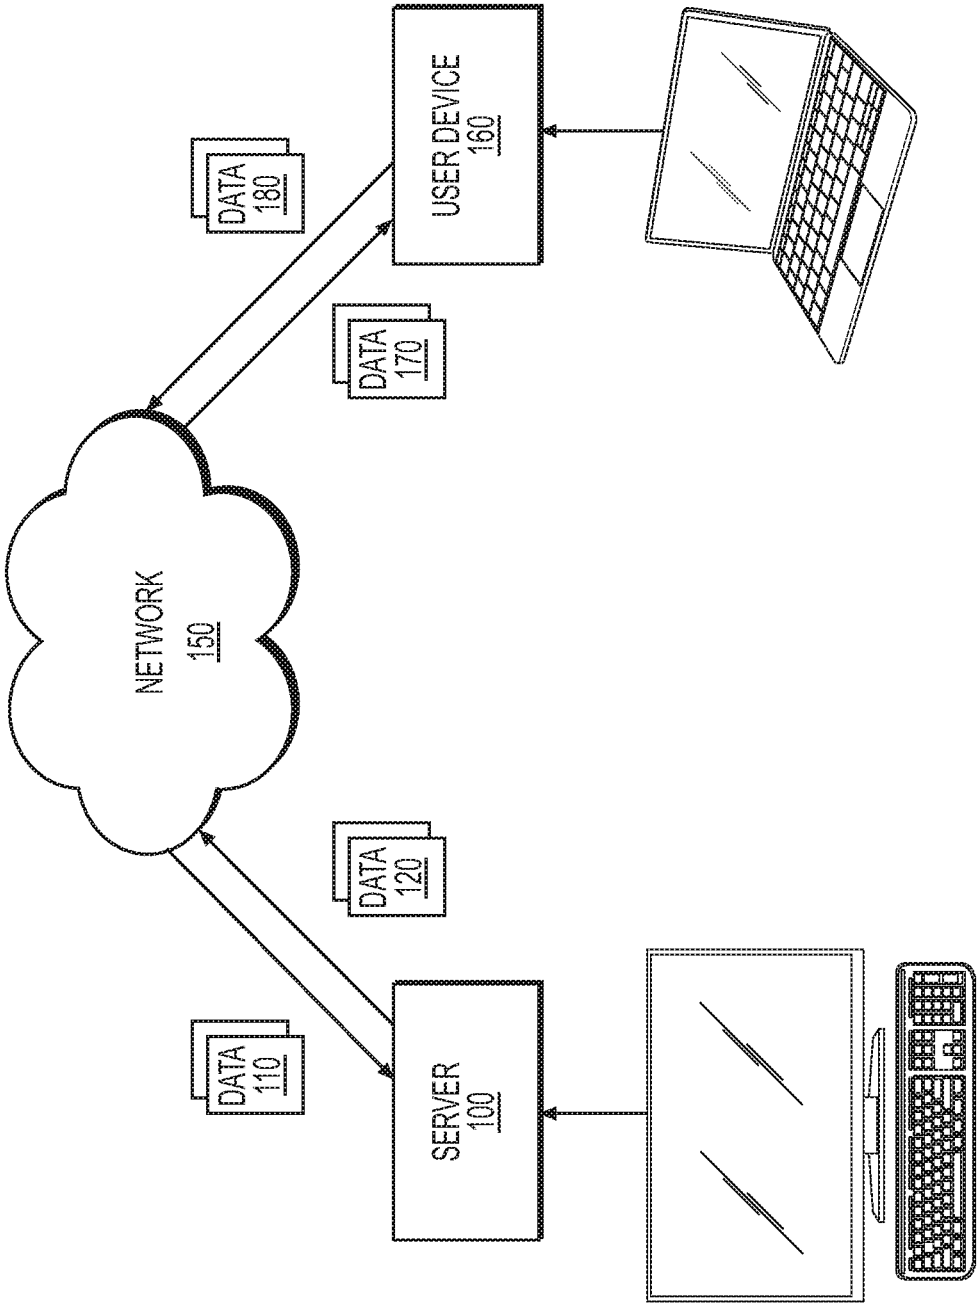 NETWORK
150
DATA
110
DATA
120
DATA
170
DATA
180
SERVER
100
USER DEVICE
160